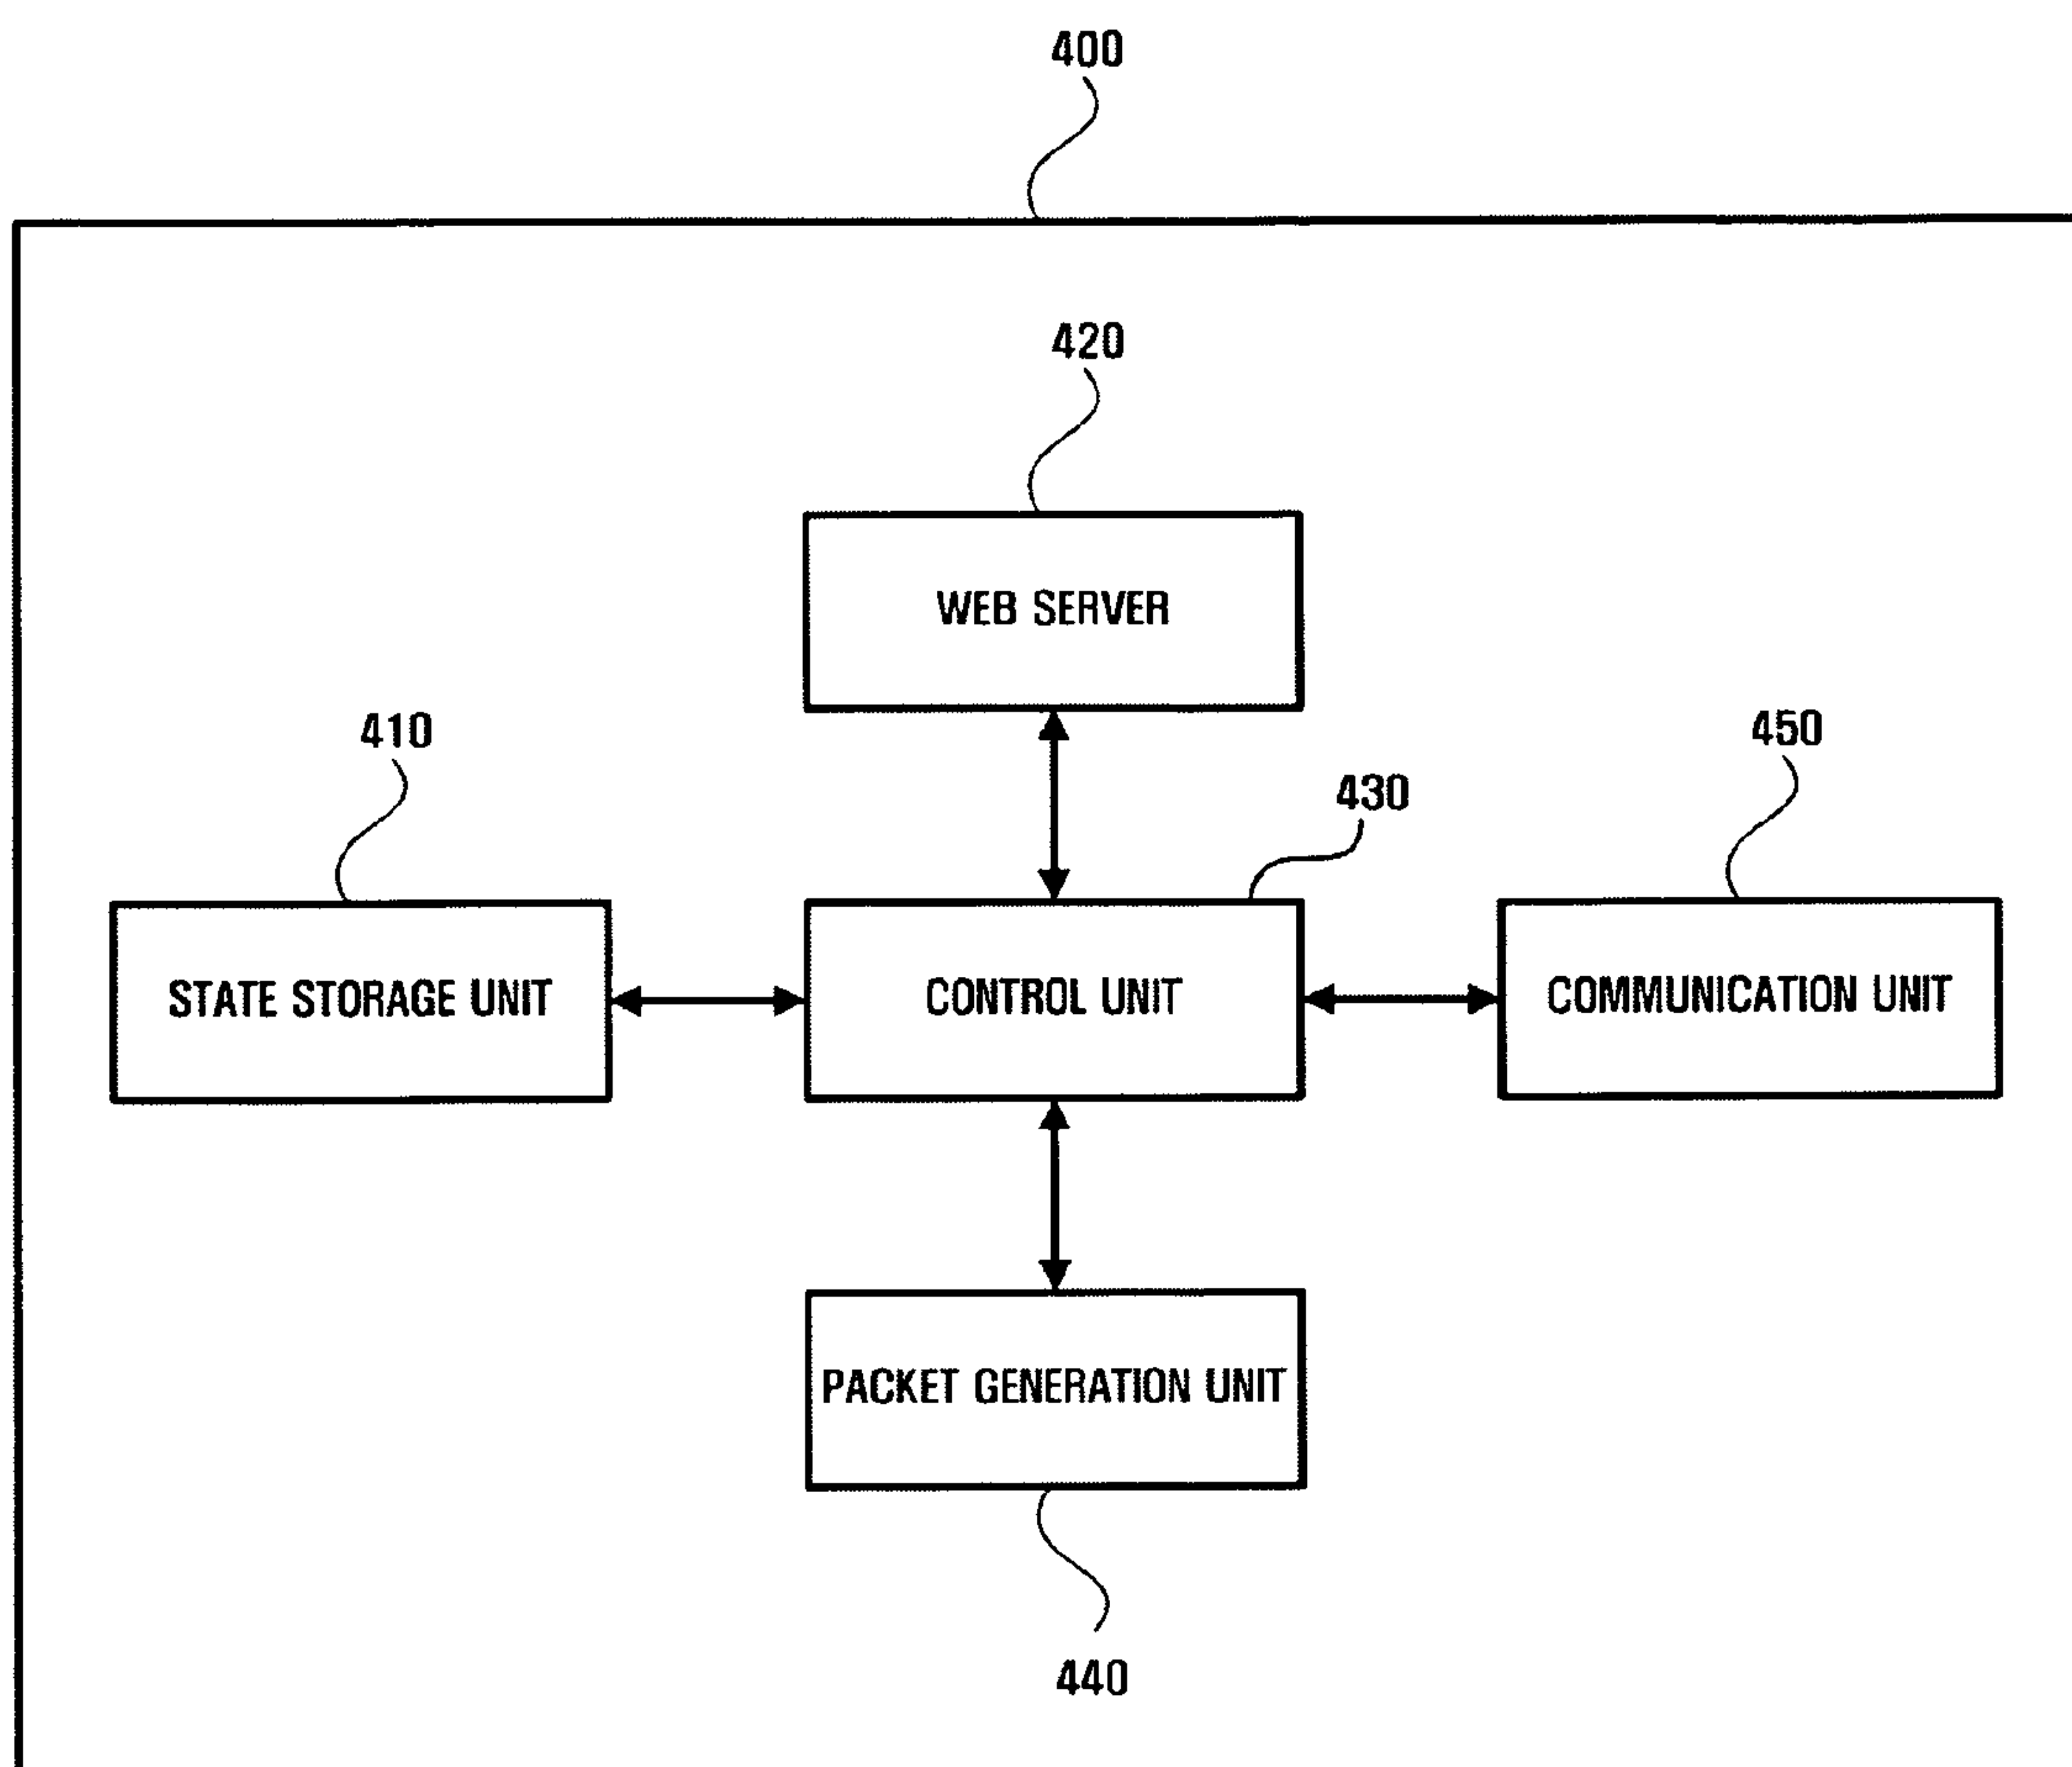 400
420
WEB SERVER
410
450
430
STATE STORAGE UNIT
CONTROL UNIT
COMMUNICATION UNIT
PACKET GENERATION UNIT
440